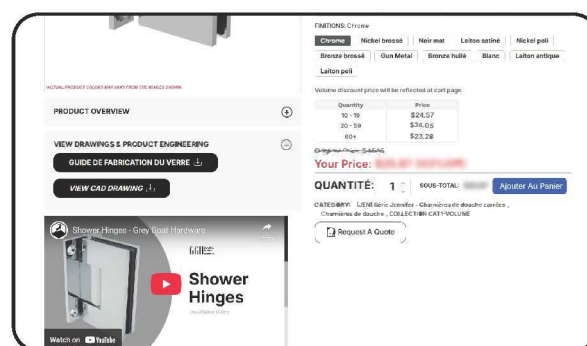 FINITIONS: Chrome
Chrome
Nickel brossé
Noir mat
Laiton satiné
Nickel poli
Bronze brossé
Gun Metal
Bronze huilé
Blanc
Laiton antique
Laiton poli
*ACTUAL PRODUCT COLORS MAY VARY FROM THE IMAGES SHOWN
Volume discount price will be reflected at cart page
Quantity Price
10 - 19 $24.57
20 - 59 $24.05
60+ $23.28
PRODUCT OVERVIEW
VIEW DRAWINGS & PRODUCT ENGINEERING
GUIDE DE FABRICATION DU VERRE
VIEW CAD DRAWING
Your Price:
QUANTITÉ: 1 SOUS-TOTAL:
Ajouter Au Panier
CATEGORY: Série Jennifer - Charnières de douche carrées ,
Charnières de douche , COLLECTION CAT1-VOLUME
Request A Quote
Shower Hinges - Grey Goat Hardware
Shower
Hinges
Watch on YouTube